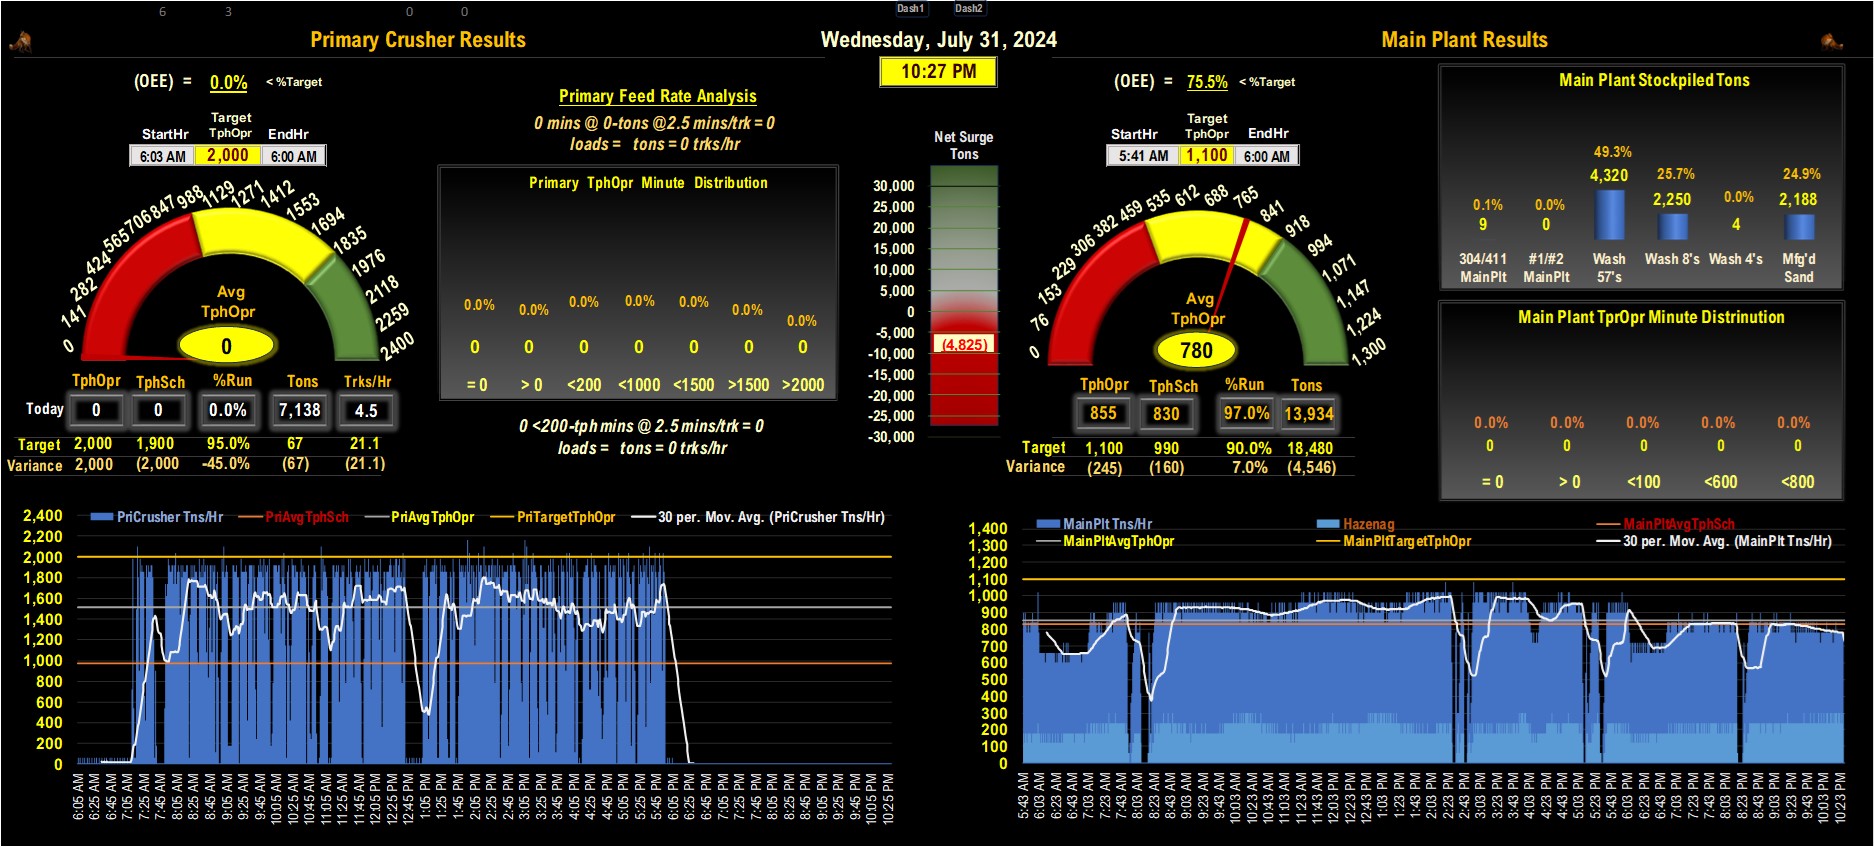 6 3 0 0 Dash1 Dash2
Primary Crusher Results
Wednesday, July 31, 2024
Main Plant Results
10:27 PM
(OEE) = 0.0% < %Target
Target
StartHr TphOpr EndHr
6:03 AM 2,000 6:00 AM
988 1129
847 1271
706 1412
565 1553
424 1694
282 1835
141 1976
0 2118
2259
2400
Avg
TphOpr
0
TphOpr TphSch %Run Tons Trks/Hr
Today 0 0 0.0% 7,138 4.5
Target 2,000 1,900 95.0% 67 21.1
Variance 2,000 (2,000 -45.0% (67) (21.1)
Primary Feed Rate Analysis
0 mins @ 0-tons @2.5 mins/trk = 0
loads = tons = 0 trks/hr
Primary TphOpr Minute Distribution
0.0% 0.0% 0.0% 0.0% 0.0% 0.0% 0.0%
0 0 0 0 0 0 0
= 0 > 0 <200 <1000 <1500 >1500 >2000
0 <200-tph mins @ 2.5 mins/trk = 0
loads = tons = 0 trks/hr
Net Surge
Tons
30,000
25,000
20,000
15,000
10,000
5,000
0
-5,000
(4,825)
-10,000
-15,000
-20,000
-25,000
-30,000
(OEE) = 75.5% < %Target
Target
StartHr TphOpr EndHr
5:41 AM 1,100 6:00 AM
612 688
535 765
459 841
382 918
306 994
229 1,071
153 1,147
76 1,224
0 1,300
Avg
TphOpr
780
TphOpr TphSch %Run Tons
855 830 97.0% 13,934
Target 1,100 990 90.0% 18,480
Variance (245) (160) 7.0% (4,546)
Main Plant Stockpiled Tons
0.1% 0.0% 49.3% 25.7% 0.0% 24.9%
9 0 4,320 2,250 4 2,188
304/411 #1/#2 Wash Wash 8's Wash 4's Mfg'd
MainPlt MainPlt 57's Sand
Main Plant TprOpr Minute Distrinution
0.0% 0.0% 0.0% 0.0% 0.0%
0 0 0 0 0
= 0 > 0 <100 <600 <800
PriCrusher Tns/Hr PriAvgTphSch PriAvgTphOpr PriTargetTphOpr 30 per. Mov. Avg. (PriCrusher Tns/Hr)
2,400
2,200
2,000
1,800
1,600
1,400
1,200
1,000
800
600
400
200
0
6:05 AM 6:25 AM 6:45 AM 7:05 AM 7:25 AM 7:45 AM 8:05 AM 8:25 AM 8:45 AM 9:05 AM 9:25 AM 9:45 AM 10:05 AM 10:25 AM 10:45 AM 11:05 AM 11:25 AM 11:45 AM 12:05 PM 12:25 PM 12:45 PM 1:05 PM 1:25 PM 1:45 PM 2:05 PM 2:25 PM 2:45 PM 3:05 PM 3:25 PM 3:45 PM 4:05 PM 4:25 PM 4:45 PM 5:05 PM 5:25 PM 5:45 PM 6:05 PM 6:25 PM 6:45 PM 7:05 PM 7:25 PM 7:45 PM 8:05 PM 8:25 PM 8:45 PM 9:05 PM 9:25 PM 9:45 PM 10:05 PM 10:25 PM
MainPlt Tns/Hr Hazenag MainPltAvgTphSch
MainPltAvgTphOpr MainPltTargetTphOpr 30 per. Mov. Avg. (MainPlt Tns/Hr)
1,400
1,300
1,200
1,100
1,000
900
800
700
600
500
400
300
200
100
0
5:43 AM 6:03 AM 6:23 AM 6:43 AM 7:03 AM 7:23 AM 7:43 AM 8:03 AM 8:23 AM 8:43 AM 9:03 AM 9:23 AM 9:43 AM 10:03 AM 10:23 AM 10:43 AM 11:03 AM 11:23 AM 11:43 AM 12:03 PM 12:23 PM 12:43 PM 1:03 PM 1:23 PM 1:43 PM 2:03 PM 2:23 PM 2:43 PM 3:03 PM 3:23 PM 3:43 PM 4:03 PM 4:23 PM 4:43 PM 5:03 PM 5:23 PM 5:43 PM 6:03 PM 6:23 PM 6:43 PM 7:03 PM 7:23 PM 7:43 PM 8:03 PM 8:23 PM 8:43 PM 9:03 PM 9:23 PM 9:43 PM 10:03 PM 10:23 PM